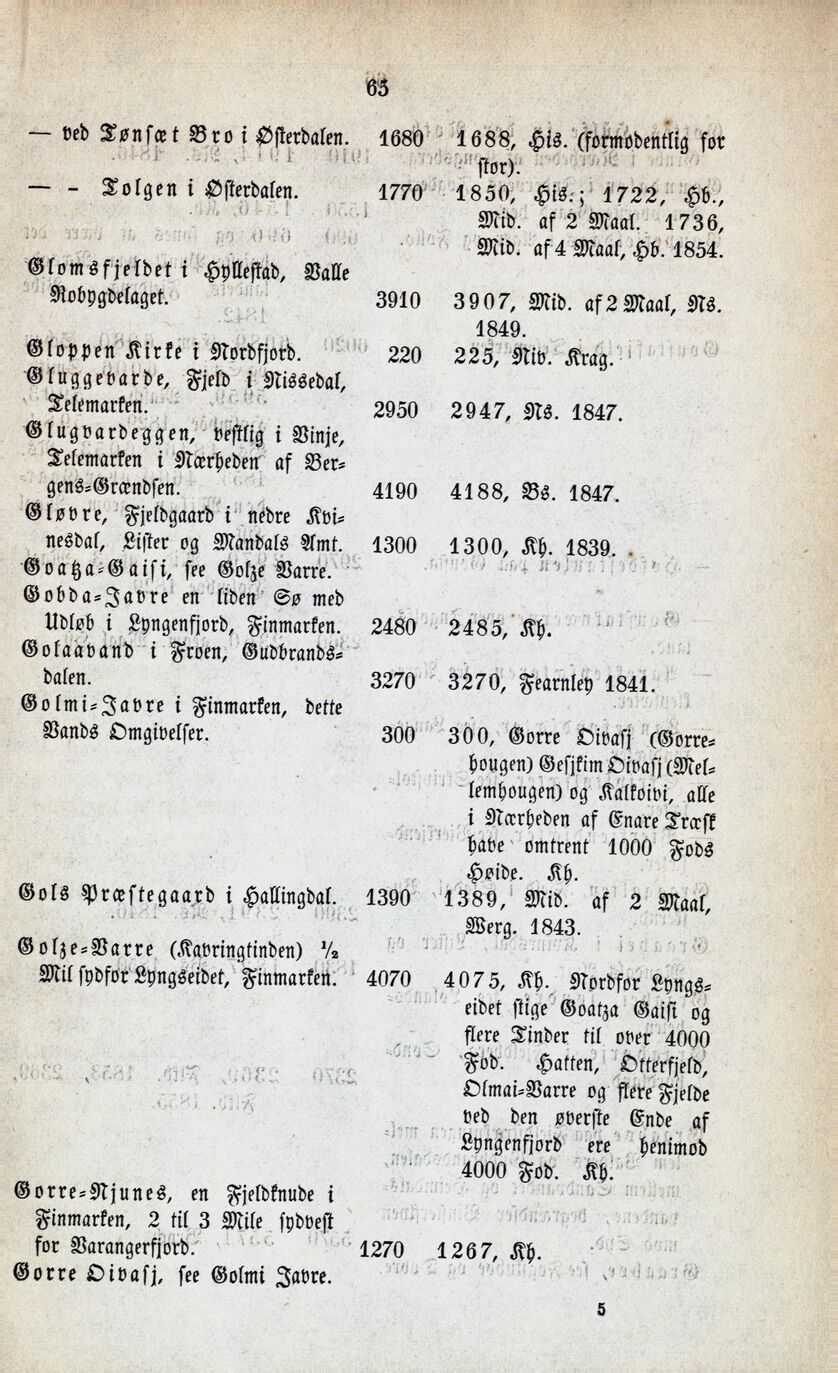 65
— ved Tønsæt Bro i Østerdalen. 1680 1688, His. (formodentlig for
stor).
— - Tolgen i Østerdalen. 1770 1850, His.; 1722, Hb.,
Mid. af 2 Maal. 1736,
Mid. af 4 Maal, Hb. 1854.
Glomsfjeldet i Hyllestad, Valle
Robygdelaget. 3910 3907, Mid. af 2 Maal, Ns.
1849.
Gloppen Kirke i Nordfjord. 220 225, Niv. Krag.
Gluggevarde, Fjeld i Nissedal,
Telemarken. 2950 2947, Ns. 1847.
Glugvardeggen, vestlig i Vinje,
Telemarken i Nærheden af Ber-
gens-Grændsen. 4190 4188, Bs. 1847.
Gløvre, Fjeldgaard i nedre Kvi-
nesdal, Lister og Mandals Amt. 1300 1300, Kh. 1839.
Goatza-Gaisi, see Golze Varre.
Gobda-Javre en liden Sø med
Udløb i Lyngenfjord, Finmarken. 2480 2485, Kh.
Golaavand i Froen, Gudbrands-
dalen. 3270 3270, Fearnley 1841.
Golmi-Javre i Finmarken, dette
Vands Omgivelser. 300 300, Gorre Oivasj (Gorre-
hougen) Gesjkim Oivasj (Mel-
lemhougen) og Kalkoivi, alle
i Nærheden af Enare Træsk
have omtrent 1000 Fods
Høide. Kh.
Gols Præstegaard i Hallingdal. 1390 1389, Mid. af 2 Maal,
Werg. 1843.
Golze-Varre (Kavringtinden) ½
Mil sydfor Lyngseidet, Finmarken. 4070 4075, Kh. Nordfor Lyngs-
eidet stige Goatza Gaisi og
flere Tinder til over 4000
Fod. Hatten, Otterfjeld,
Olmai-Varre og flere Fjelde
ved den øverste Ende af
Lyngenfjord ere henimod
4000 Fod. Kh.
Gorre-Njunes, en Fjeldknude i
Finmarken, 2 til 3 Mile sydvest
for Varangerfjord. 1270 1267, Kh.
Gorre Oivasj, see Golmi Javre.
5